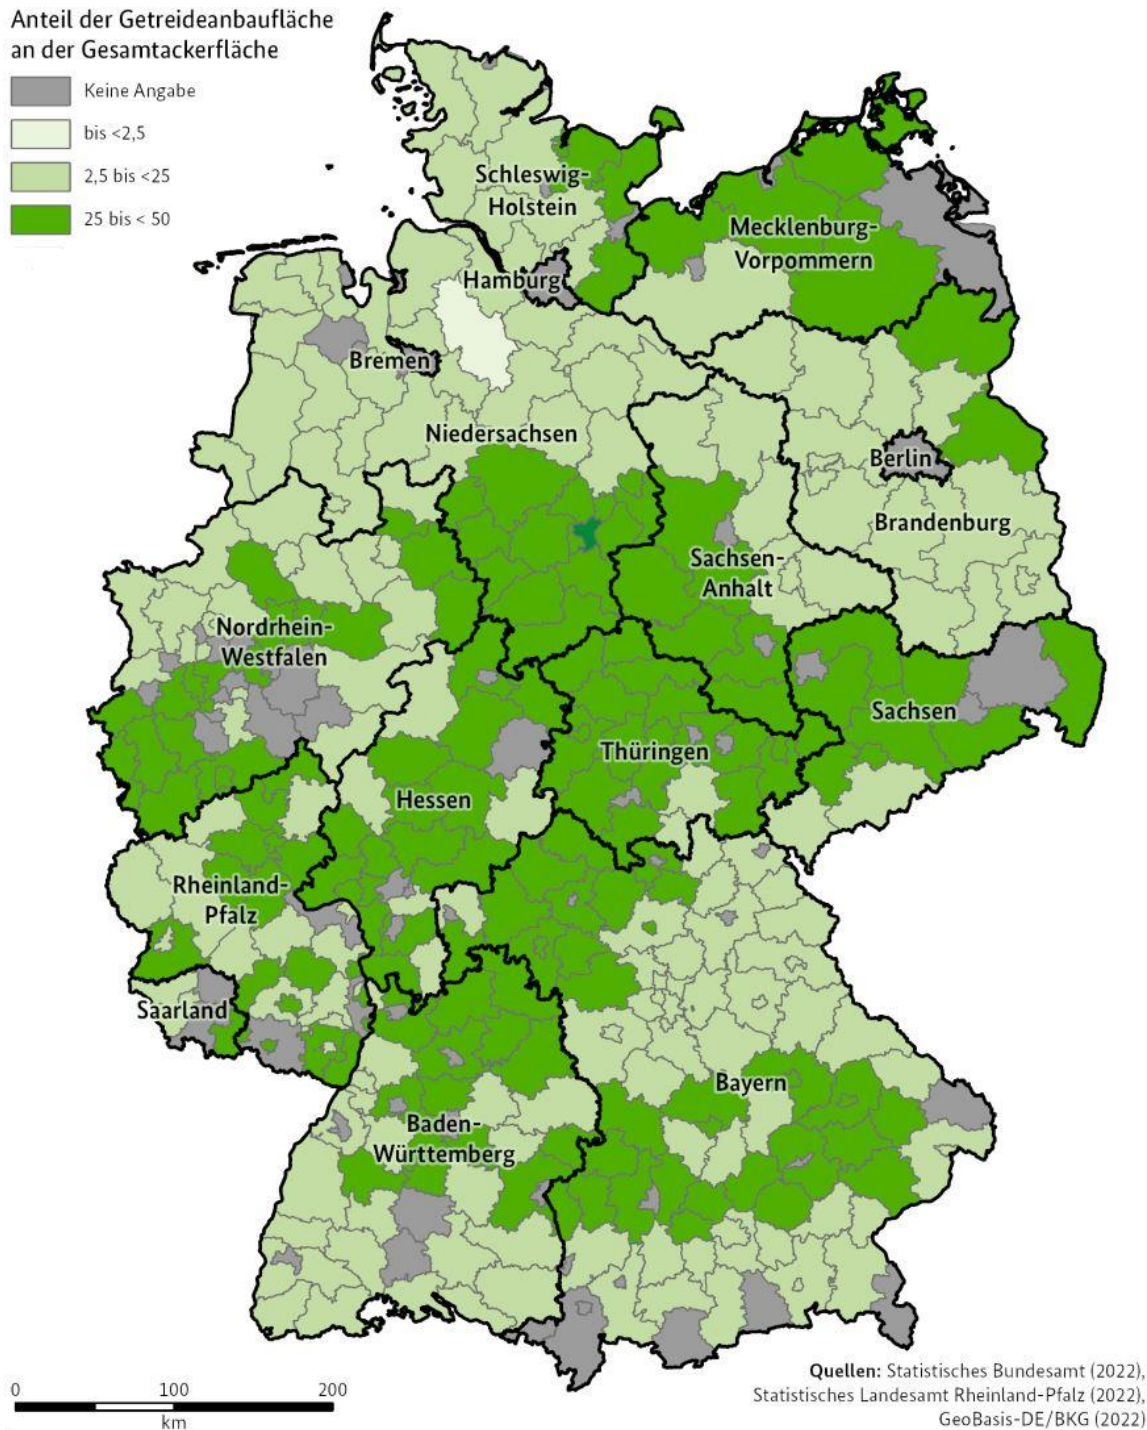 Anteil der Getreideanbaufläche
an der Gesamtackerfläche
Keine Angabe
bis <2,5
2,5 bis <25
25 bis < 50
Schleswig-
Holstein
Mecklenburg-
Vorpommern
Hamburg
Bremen
Niedersachsen
Berlin
Brandenburg
Sachsen-
Anhalt
Nordrhein-
Westfalen
Sachsen
Thüringen
Hessen
Rheinland-
Pfalz
Saarland
Bayern
Baden-
Württemberg
0 100 200
km
Quellen: Statistisches Bundesamt (2022),
Statistisches Landesamt Rheinland-Pfalz (2022),
GeoBasis-DE/BKG (2022)